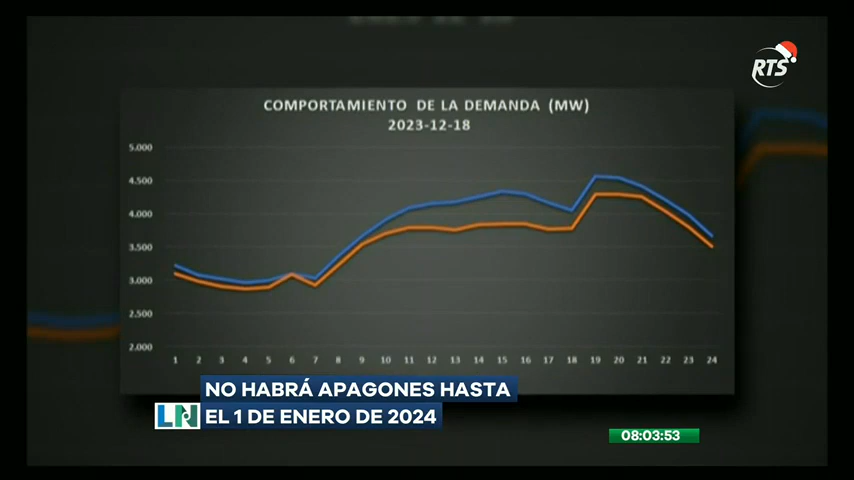 RTS
COMPORTAMIENTO DE LA DEMANDA (MW)
2023-12-18
5.000
4.500
4.000
3.500
3.000
2.500
2.000
1 2 3 4 5 6 7 8 9 10 11 12 13 14 15 16 17 18 19 20 21 22 23 24
NO HABRÁ APAGONES HASTA
LN EL 1 DE ENERO DE 2024
08:03:53